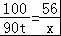 100/90t = 56/x